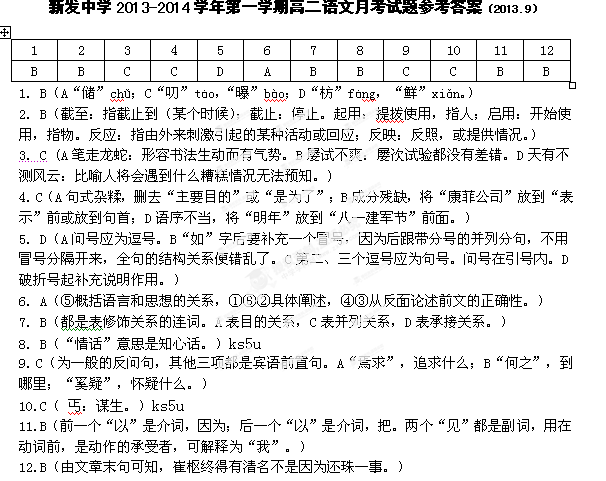 新发中学2013-2014学年第一学期高二语文月考试题参考答案（2013.9）
1 2 3 4 5 6 7 8 9 10 11 12
B B C C D A B B C C B B
1. B（A“储”chǔ；C“叨”tāo，“曝”bào；D“枋”fāng，“鲜”xiǎn。）
2. B（截至：指截止到（某个时候）；截止：停止。起用，提拨使用，指人；启用：开始使
用，指物。反应：指由外来刺激引起的某种活动或回应；反映：反照，或提供情况。）
3. C（A笔走龙蛇：形容书法生动而有气势。B屡试不爽：屡次试验都没有差错。D天有不
测风云：比喻人将会遇到什么糟糕情况无法预知。）
4.C（A句式杂糅，删去“主要目的”或“是为了”；B成分残缺，将“康菲公司”放到“表
示”前或放到句首；D语序不当，将“明年”放到“八一建军节”前面。）
5. D（A问号应为逗号。B“如”字后要补充一个冒号，因为后跟带分号的并列分句，不用
冒号分隔开来，全句的结构关系便错乱了。C第二、三个逗号应为句号。问号在引号内。D
破折号起补充说明作用。）
6. A（⑤概括语言和思想的关系，①⑥②具体阐述，④③从反面论述前文的正确性。）
7. B（都是表修饰关系的连词。A表目的关系，C表并列关系，D表承接关系。）
8. B（“情话”意思是知心话。）ks5u
9. C（为一般的反问句，其他三项都是宾语前置句。A“焉求”，追求什么；B“何之”，到
哪里；“奚疑”，怀疑什么。）
10.C（ 丐：谋生。）ks5u
11.B（前一个“以”是介词，因为；后一个“以”是介词，把。两个“见”都是副词，用在
动词前，是动作的承受者，可解释为“我”。）
12.B（由文章末句可知，崔枢终得有清名不是因为还珠一事。）